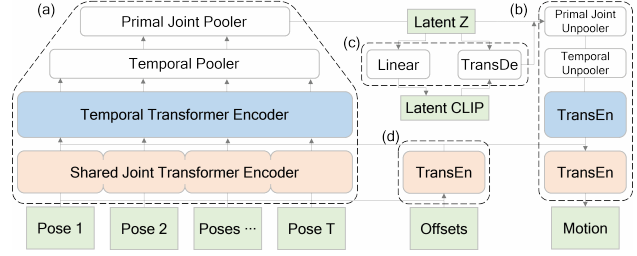 (a)
Primal Joint Pooler
Temporal Pooler
Temporal Transformer Encoder
Shared Joint Transformer Encoder
Pose 1
Pose 2
Poses ···
Pose T
Latent Z
(c)
Linear
TransDe
Latent CLIP
(d)
TransEn
Offsets
(b)
Primal Joint
Unpooler
Temporal
Unpooler
TransEn
TransEn
Motion